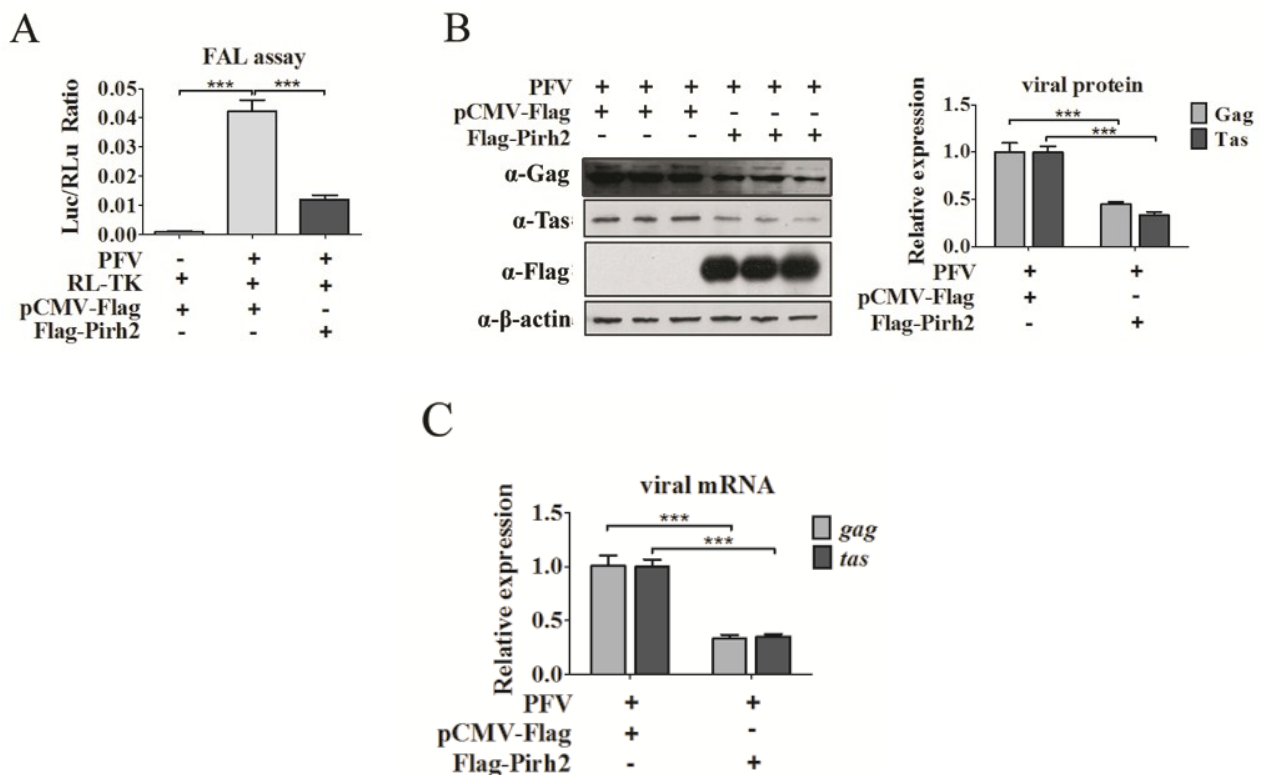 A
FAL assay
Luc/RLu Ratio
0.05
0.04
0.03
0.02
0.01
0.00
*** ***
PFV - + +
RL-TK + + +
pCMV-Flag + + -
Flag-Pirh2 - - +
B
PFV + + + + + +
pCMV-Flag + + + - - -
Flag-Pirh2 - - - + + +
α-Gag
α-Tas
α-Flag
α-β-actin
viral protein
Relative expression
1.5
1.0
0.5
0.0
***
***
Gag
Tas
PFV + +
pCMV-Flag + -
Flag-Pirh2 - +
C
viral mRNA
Relative expression
1.5
1.0
0.5
0.0
***
***
gag
tas
PFV + +
pCMV-Flag + -
Flag-Pirh2 - +